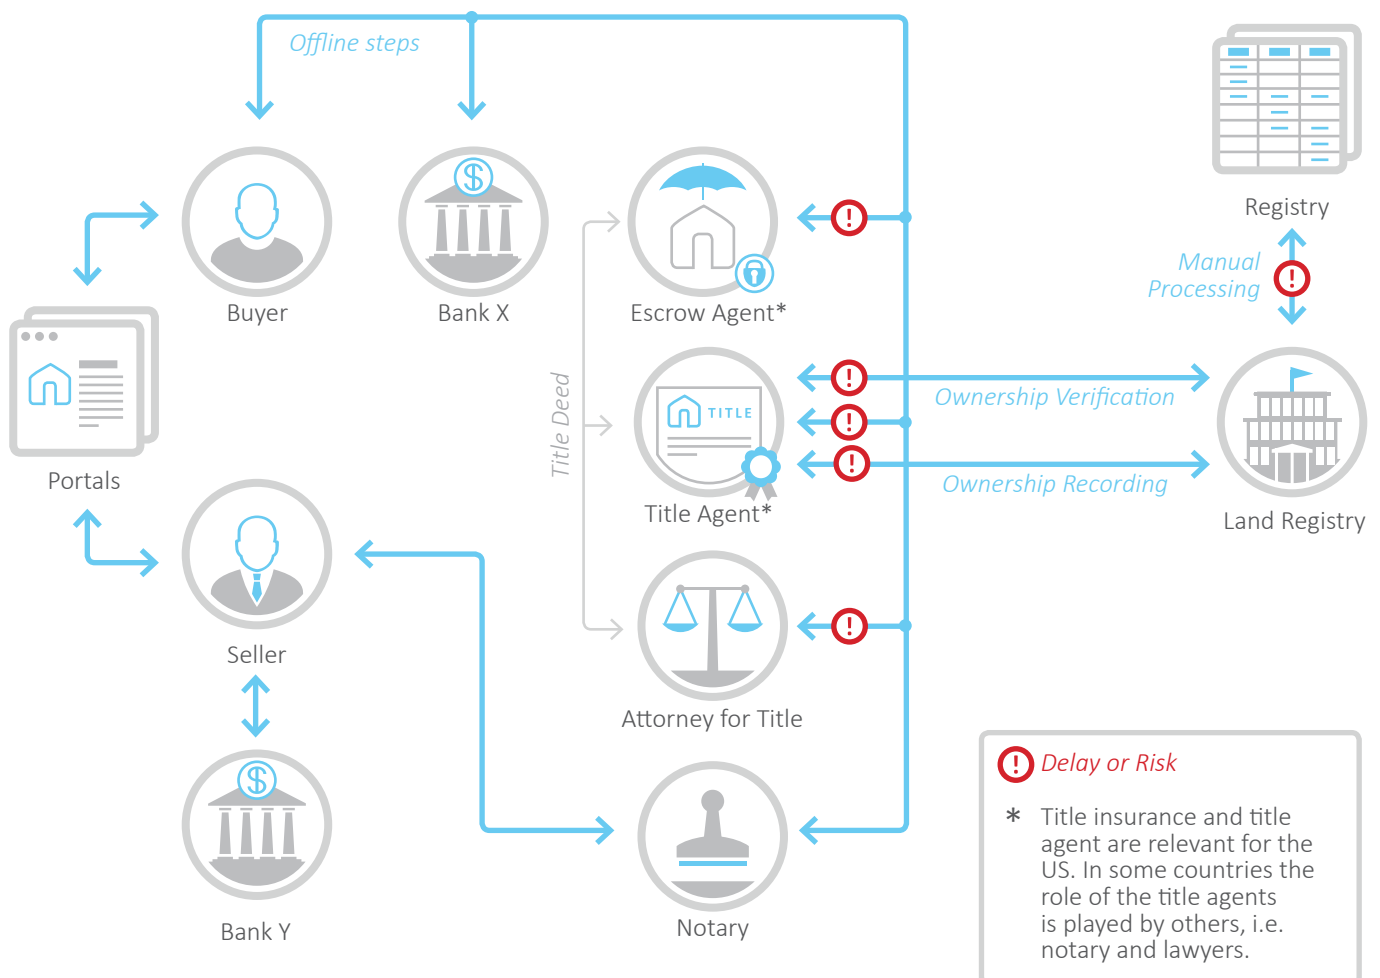 Offline steps
Registry
Manual
Processing
Buyer
Bank X
Escrow Agent*
Title Deed
TITLE
Ownership Verification
Portals
Ownership Recording
Title Agent*
Land Registry
Seller
Attorney for Title
Delay or Risk
* Title insurance and title
agent are relevant for the
US. In some countries the
role of the title agents
is played by others, i.e.
notary and lawyers.
Bank Y
Notary